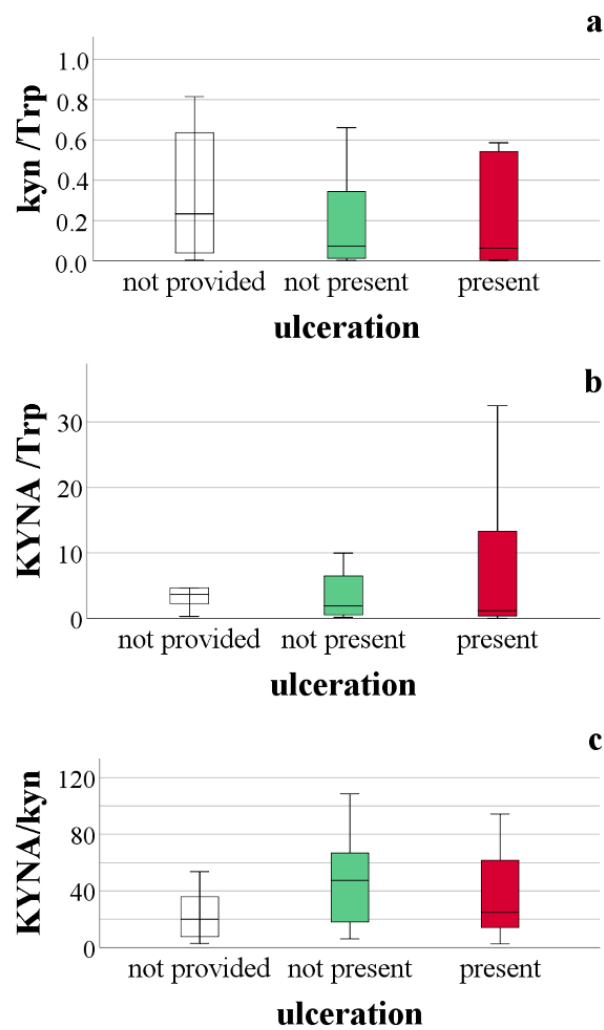 a
kyn /Trp
1.0
0.8
0.6
0.4
0.2
0.0
not provided not present present
ulceration
b
KYNA /Trp
30
20
10
0
not provided not present present
ulceration
c
KYNA/kyn
120
80
40
0
not provided not present present
ulceration